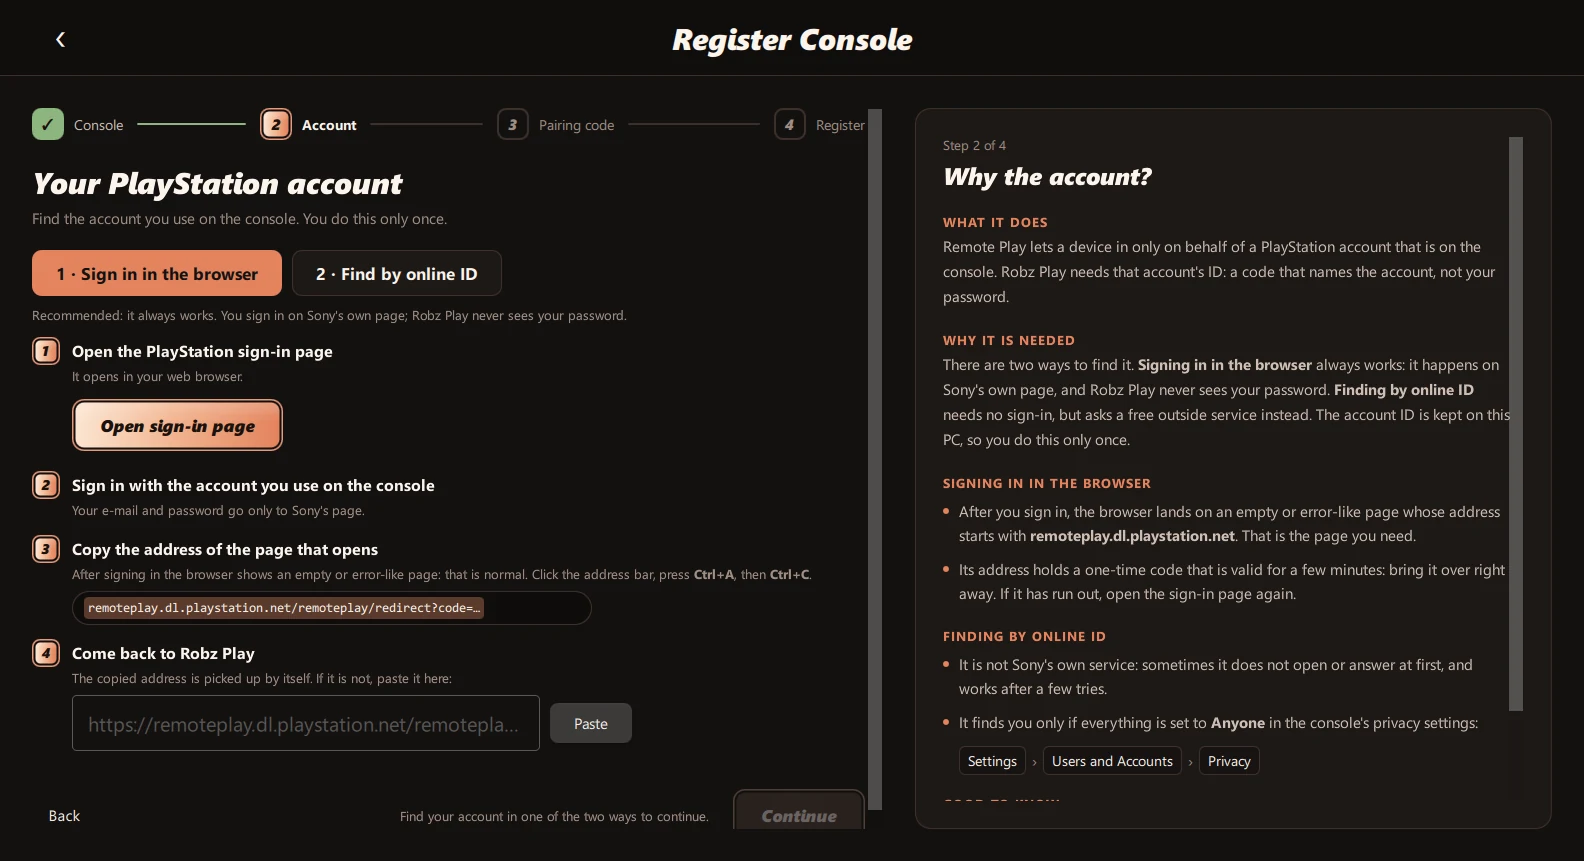 Register Console
✓ Console 2 Account 3 Pairing code 4 Register
Your PlayStation account
Find the account you use on the console. You do this only once.
1 · Sign in in the browser
2 · Find by online ID
Recommended: it always works. You sign in on Sony's own page; Robz Play never sees your password.
1 Open the PlayStation sign-in page
It opens in your web browser.
Open sign-in page
2 Sign in with the account you use on the console
Your e-mail and password go only to Sony's page.
3 Copy the address of the page that opens
After signing in the browser shows an empty or error-like page: that is normal. Click the address bar, press Ctrl+A, then Ctrl+C.
remoteplay.dl.playstation.net/remoteplay/redirect?code=…
4 Come back to Robz Play
The copied address is picked up by itself. If it is not, paste it here:
https://remoteplay.dl.playstation.net/remotepla…
Paste
Back
Find your account in one of the two ways to continue.
Continue
Step 2 of 4
Why the account?
WHAT IT DOES
Remote Play lets a device in only on behalf of a PlayStation account that is on the
console. Robz Play needs that account's ID: a code that names the account, not your
password.
WHY IT IS NEEDED
There are two ways to find it. Signing in in the browser always works: it happens on
Sony's own page, and Robz Play never sees your password. Finding by online ID
needs no sign-in, but asks a free outside service instead. The account ID is kept on this
PC, so you do this only once.
SIGNING IN IN THE BROWSER
• After you sign in, the browser lands on an empty or error-like page whose address
starts with remoteplay.dl.playstation.net. That is the page you need.
• Its address holds a one-time code that is valid for a few minutes: bring it over right
away. If it has run out, open the sign-in page again.
FINDING BY ONLINE ID
• It is not Sony's own service: sometimes it does not open or answer at first, and
works after a few tries.
• It finds you only if everything is set to Anyone in the console's privacy settings:
Settings › Users and Accounts › Privacy